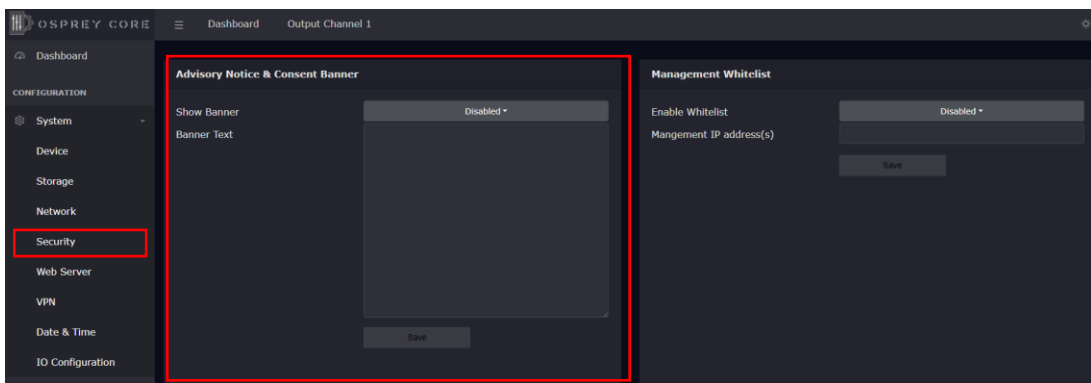 OSPREY CORE
Dashboard Output Channel 1
Dashboard
CONFIGURATION
System
Device
Storage
Network
Security
Web Server
VPN
Date & Time
IO Configuration
Advisory Notice & Consent Banner
Show Banner Disabled
Banner Text
Save
Management Whitelist
Enable Whitelist Disabled
Mangement IP address(s)
Save